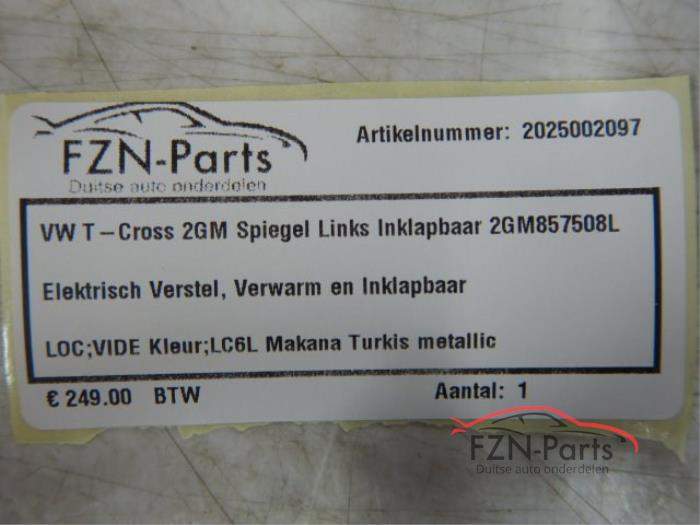 FZN-Parts
Duitse auto onderdelen
Artikelnummer: 2025002097
VW T-Cross 2GM Spiegel Links Inklapbaar 2GM857508L
Elektrisch Verstel, Verwarm en Inklapbaar
LOC;VIDE Kleur;LC6L Makana Turkis metallic
€ 249.00 BTW
Aantal: 1
FZN-Parts
Duitse auto onderdelen